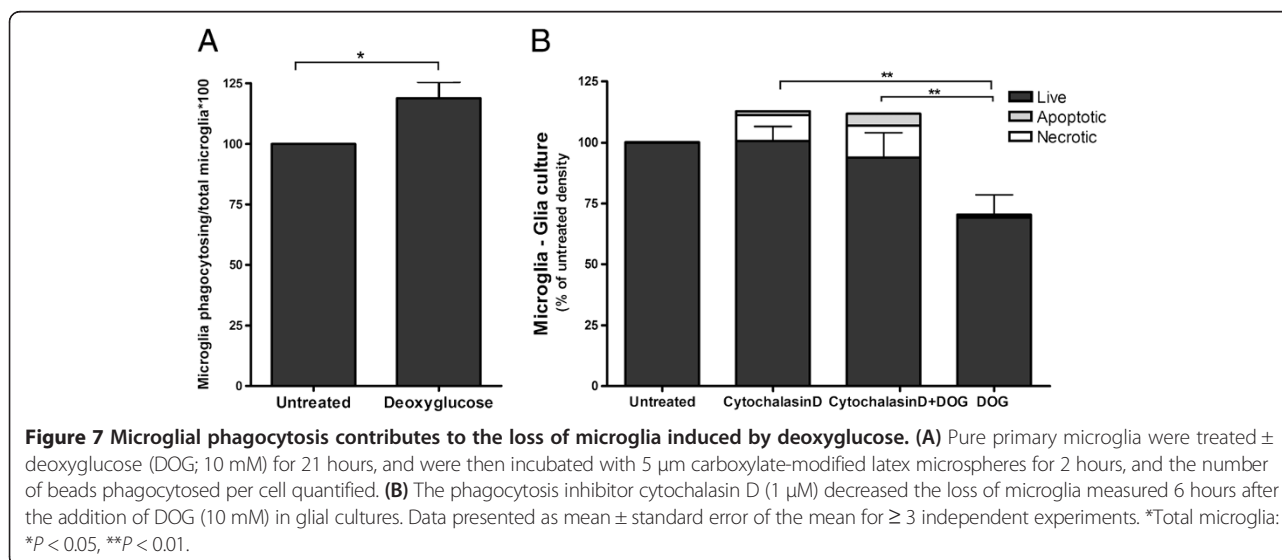 A
Microglia phagocytosing/total microglia*100
125
100
75
50
25
0
*
Untreated
Deoxyglucose
B
Microglia - Glia culture
(% of untreated density)
125
100
75
50
25
0
**
**
Live
Apoptotic
Necrotic
Untreated
CytochalasinD
CytochalasinD+DOG
DOG
Figure 7 Microglial phagocytosis contributes to the loss of microglia induced by deoxyglucose. (A) Pure primary microglia were treated ±
deoxyglucose (DOG; 10 mM) for 21 hours, and were then incubated with 5 μm carboxylate-modified latex microspheres for 2 hours, and the number
of beads phagocytosed per cell quantified. (B) The phagocytosis inhibitor cytochalasin D (1 μM) decreased the loss of microglia measured 6 hours after
the addition of DOG (10 mM) in glial cultures. Data presented as mean ± standard error of the mean for ≥ 3 independent experiments. *Total microglia:
*P < 0.05, **P < 0.01.